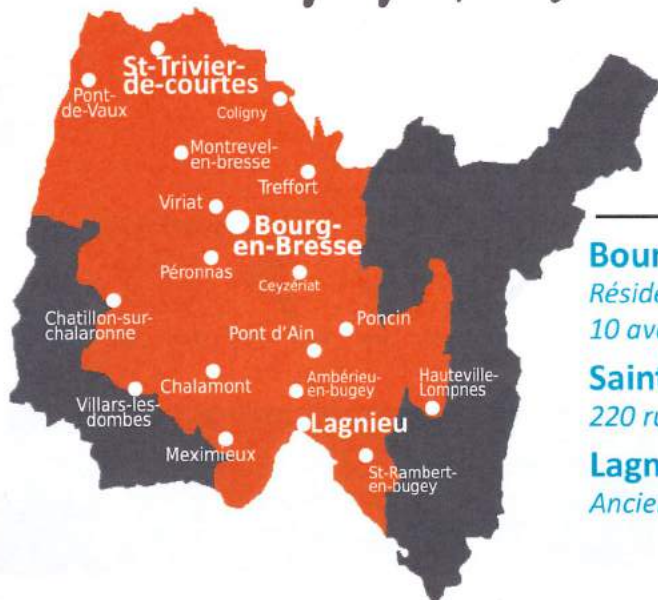 St-Trivier-
de-courtes
Pont-
de-Vaux
Coligny
Montrevel-
en-bresse
Treffort
Viriat
Bourg-
en-Bresse
Péronnas
Ceyzériat
Chatillon-sur-
chalaronne
Poncin
Pont d'Ain
Chalamont
Ambérieu-
en-bugey
Hauteville-
Lompnes
Villars-les-
dombes
Lagnieu
Meximieux
St-Rambert-
en-bugey
Bour
Réside
10 ave
Saint
220 ru
Lagn
Ancie